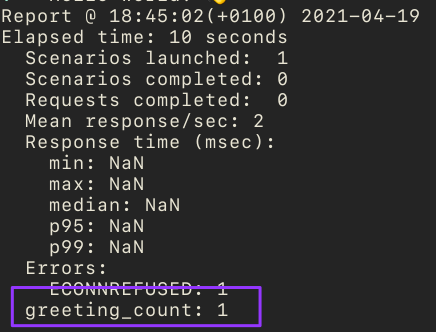 Report @ 18:45:02(+0100) 2021-04-19
Elapsed time: 10 seconds
Scenarios launched: 1
Scenarios completed: 0
Requests completed: 0
Mean response/sec: 2
Response time (msec):
min: NaN
max: NaN
median: NaN
p95: NaN
p99: NaN
Errors:
ECONNREFUSED: 1
greeting_count: 1